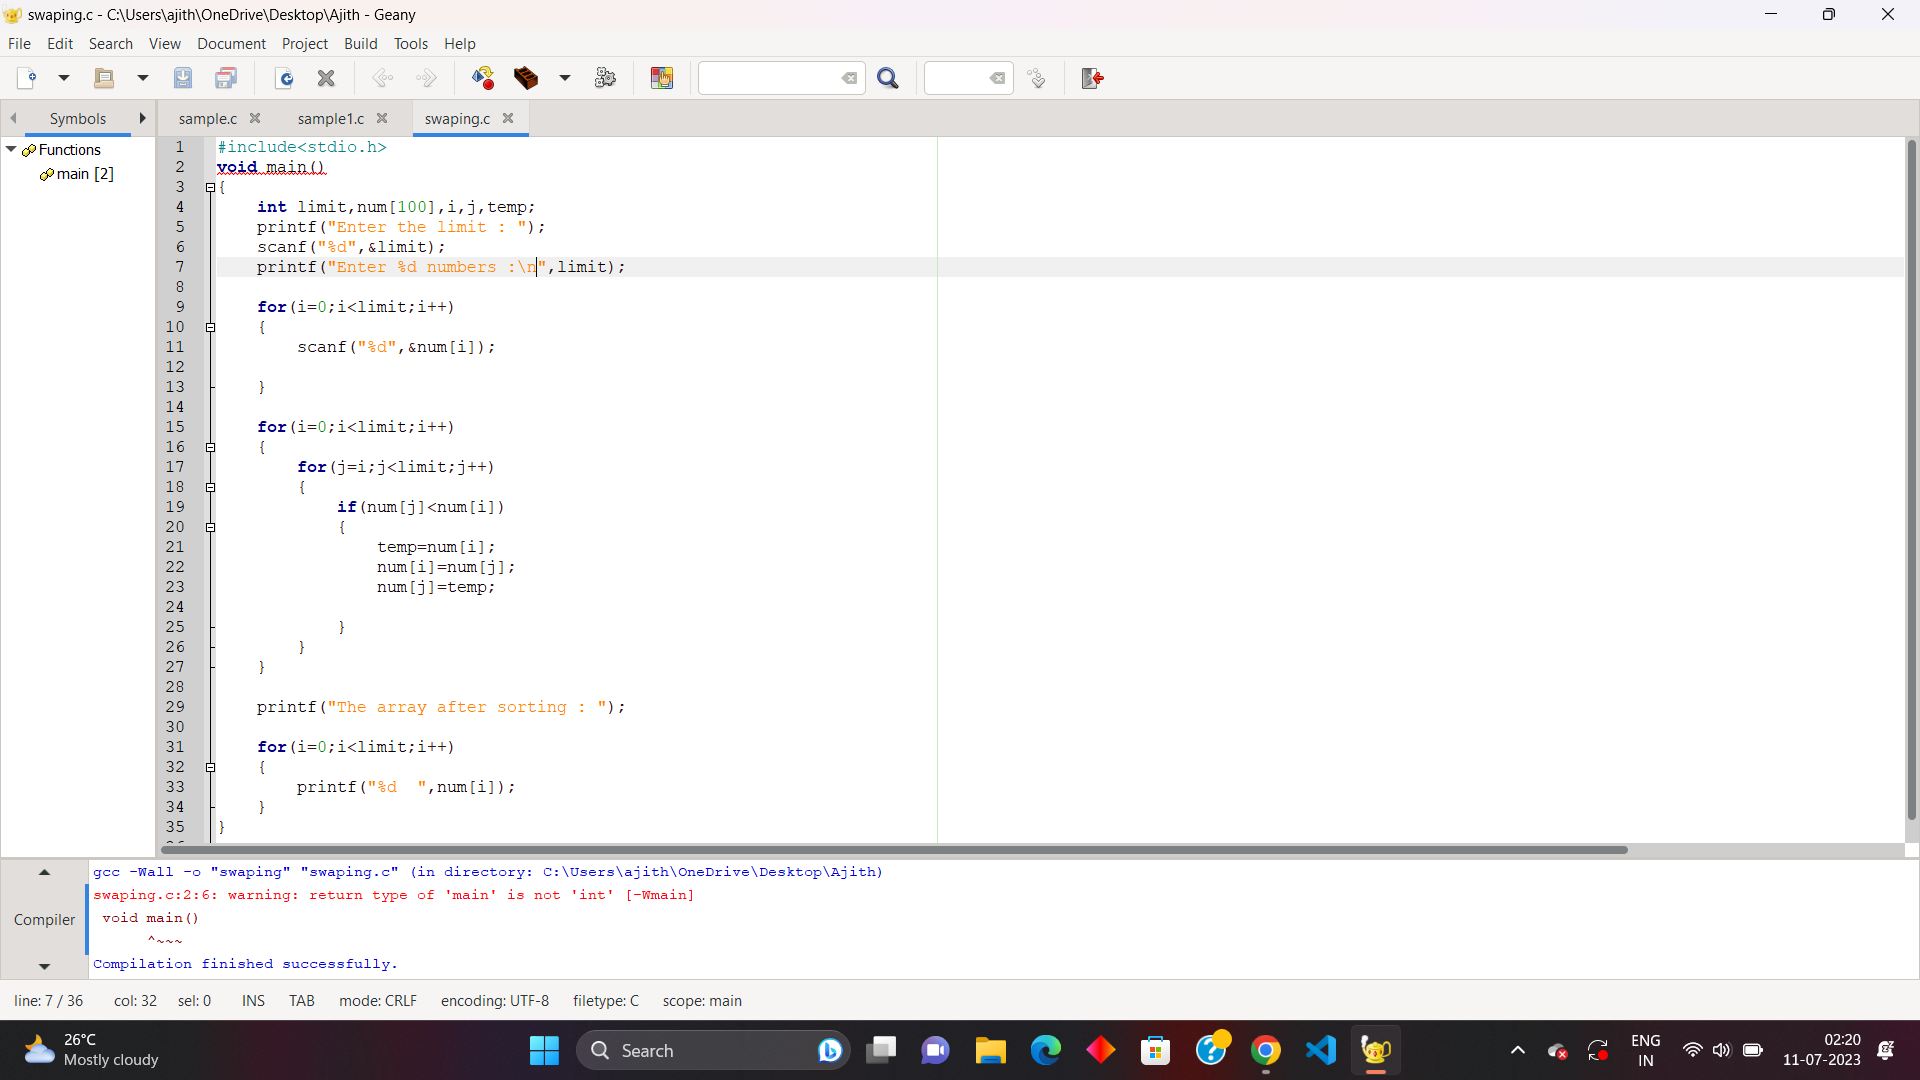 swaping.c - C:\Users\ajith\OneDrive\Desktop\Ajith - Geany
File Edit Search View Document Project Build Tools Help
Symbols sample.c sample1.c swaping.c
Functions
main [2]
1 #include<stdio.h>
2 void main()
3 {
4 int limit,num[100],i,j,temp;
5 printf("Enter the limit : ");
6 scanf("%d",&limit);
7 printf("Enter %d numbers :\n",limit);
8
9 for(i=0;i<limit;i++)
10 {
11 scanf("%d",&num[i]);
12
13 }
14
15 for(i=0;i<limit;i++)
16 {
17 for(j=i;j<limit;j++)
18 {
19 if(num[j]<num[i])
20 {
21 temp=num[i];
22 num[i]=num[j];
23 num[j]=temp;
24
25 }
26 }
27 }
28
29 printf("The array after sorting : ");
30
31 for(i=0;i<limit;i++)
32 {
33 printf("%d  ",num[i]);
34 }
35 }
Compiler
gcc -Wall -o "swaping" "swaping.c" (in directory: C:\Users\ajith\OneDrive\Desktop\Ajith)
swaping.c:2:6: warning: return type of 'main' is not 'int' [-Wmain]
void main()
^~~~
Compilation finished successfully.
line: 7 / 36 col: 32 sel: 0 INS TAB mode: CRLF encoding: UTF-8 filetype: C scope: main
26°C
Mostly cloudy
Search
ENG
IN
02:20
11-07-2023